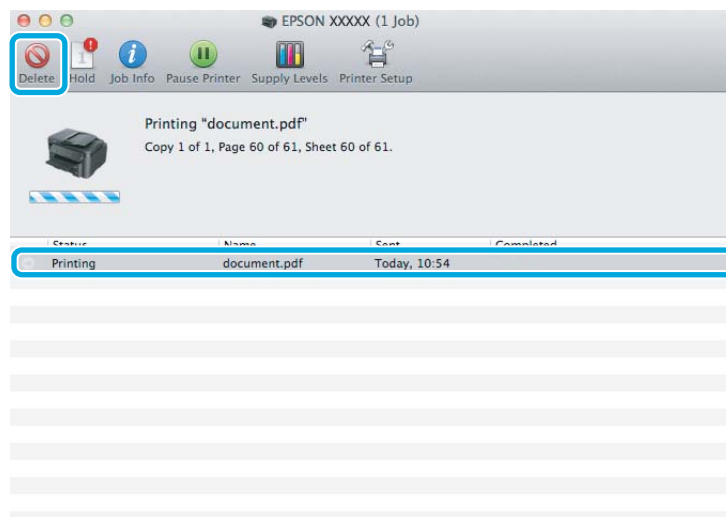 EPSON XXXXX (1 Job)
Delete Hold Job Info Pause Printer Supply Levels Printer Setup
Printing "document.pdf"
Copy 1 of 1, Page 60 of 61, Sheet 60 of 61.
Status Name Sent Completed
Printing document.pdf Today, 10:54